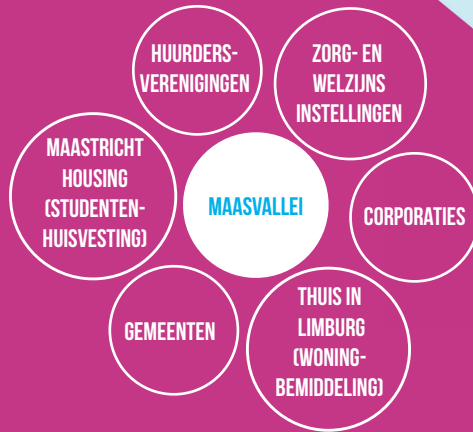 HUURDERS-
VERENIGINGEN
ZORG- EN
WELZIJNS
INSTELLINGEN
MAASTRICHT
HOUSING
(STUDENTEN-
HUISVESTING)
MAASVALLEI
CORPORATIES
GEMEENTEN
THUIS IN
LIMBURG
(WONING-
BEMIDDELING)